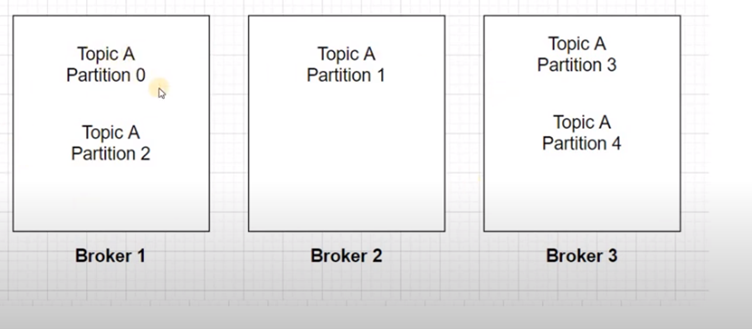 Topic A
Partition 0
Topic A
Partition 2
Broker 1
Topic A
Partition 1
Broker 2
Topic A
Partition 3
Topic A
Partition 4
Broker 3